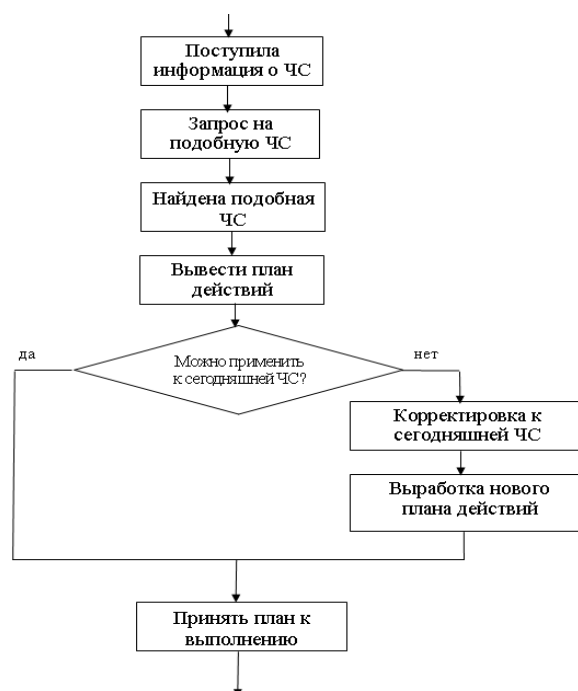 Поступила
информация о ЧС
Запрос на
подобную ЧС
Найдена подобная
ЧС
Вывести план
действий
да
нет
Можно применить
к сегодняшней ЧС?
Корректировка к
сегодняшней ЧС
Выработка нового
плана действий
Принять план к
выполнению